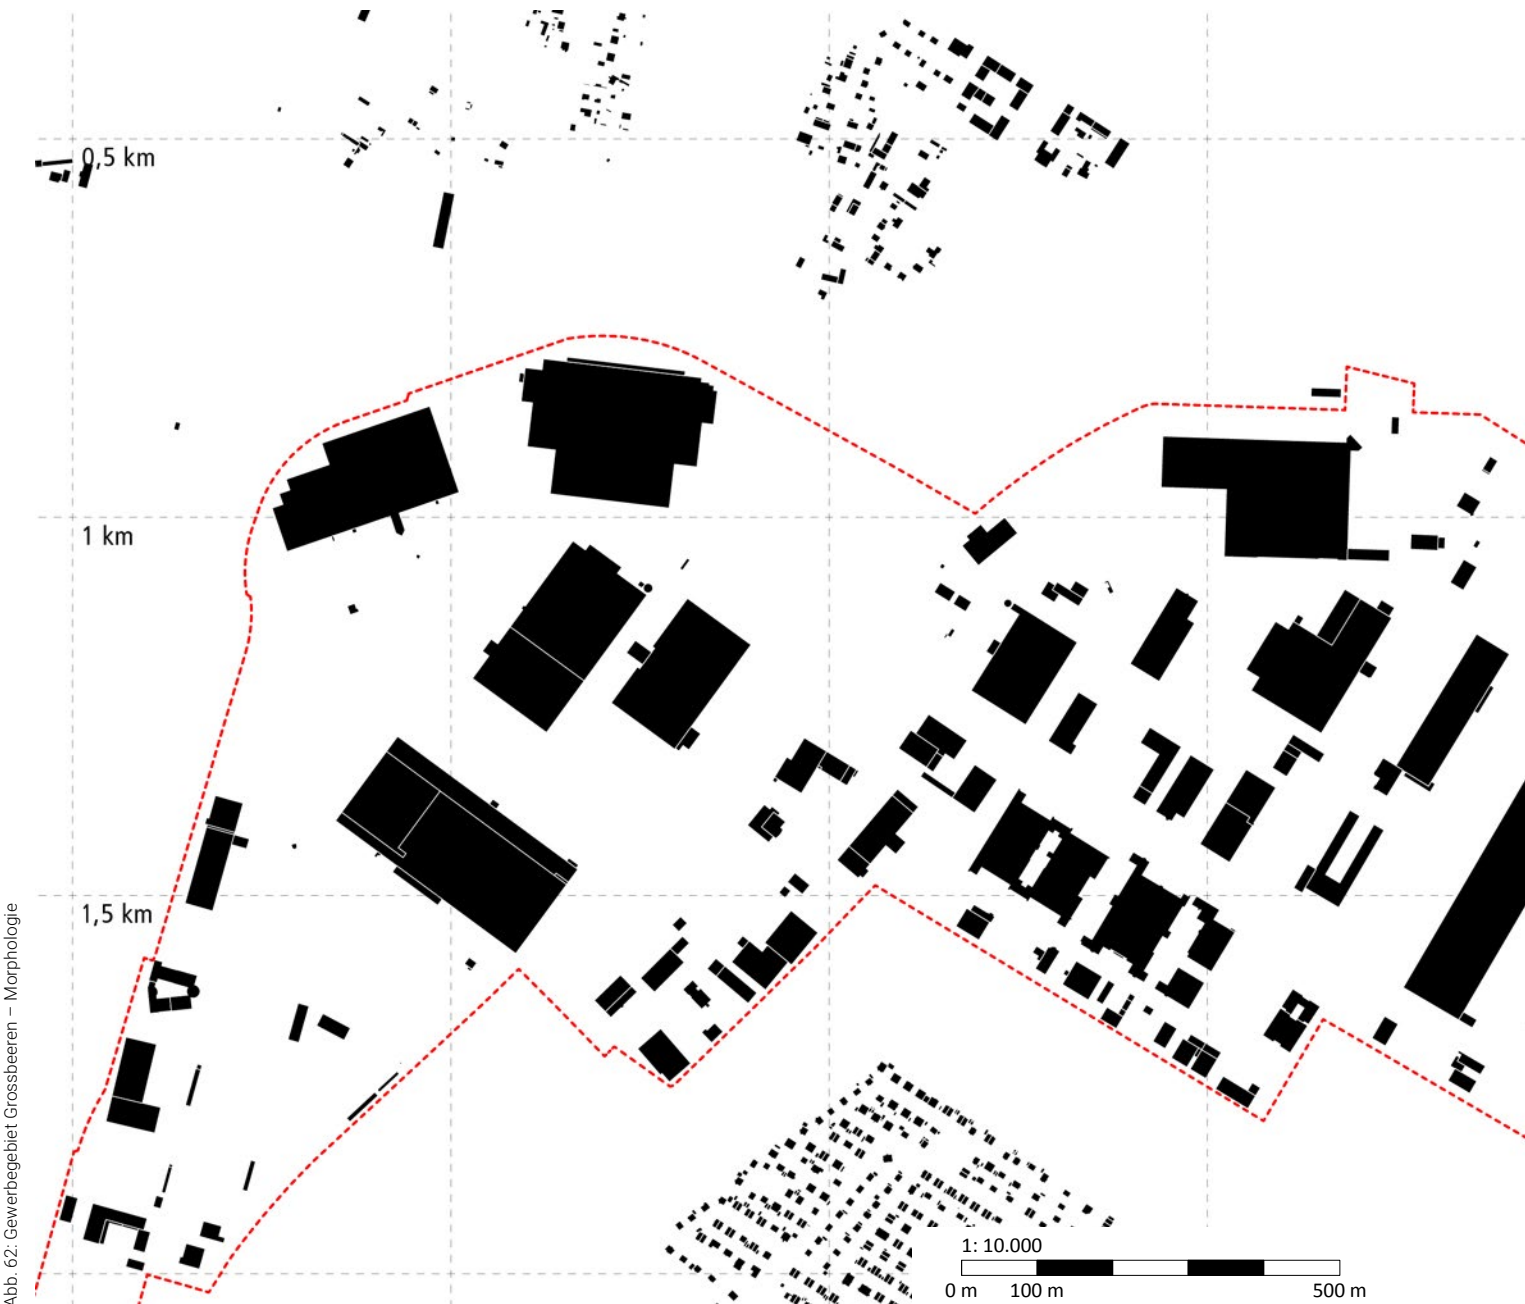 0,5 km
1 km
1,5 km
Abb. 62: Gewerbegebiet Grossbeeren – Morphologie
1: 10.000
0 m 100 m 500 m